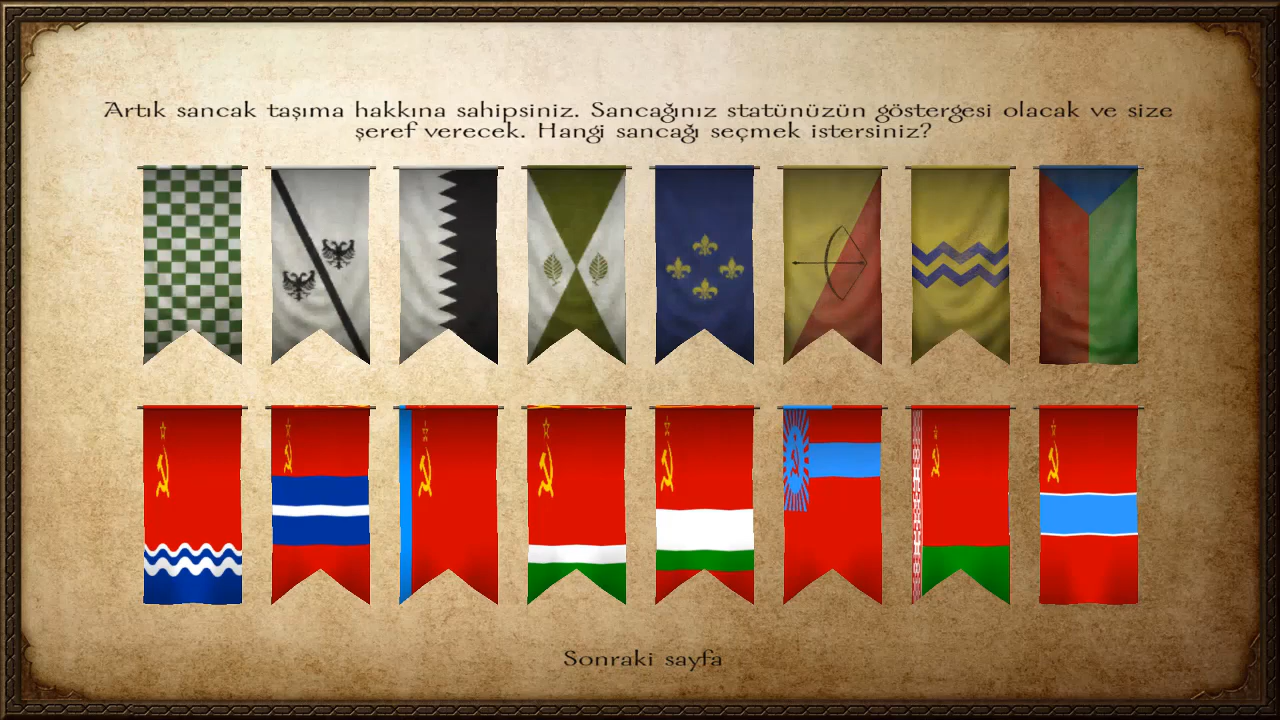 Artık sancak taşıma hakkına sahipsiniz. Sancağınız statünüzün göstergesi olacak ve size
şeref verecek. Hangi sancağı seçmek istersiniz?
Sonraki sayfa